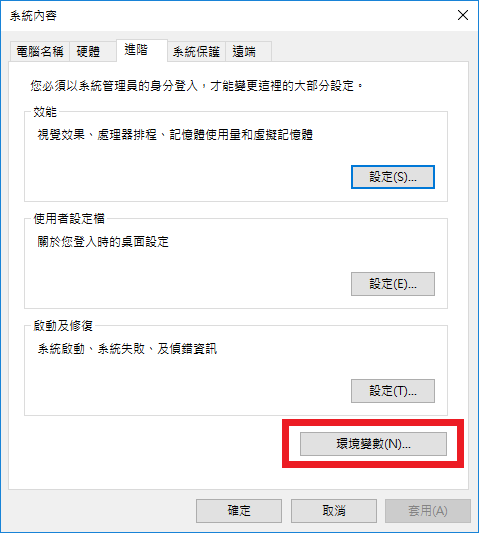 系統內容
電腦名稱 硬體 進階 系統保護 遠端
您必須以系統管理員的身分登入，才能變更這裡的大部分設定。
效能
視覺效果、處理器排程、記憶體使用量和虛擬記憶體
設定(S)...
使用者設定檔
關於您登入時的桌面設定
設定(E)...
啟動及修復
系統啟動、系統失敗、及偵錯資訊
設定(T)...
環境變數(N)...
確定 取消 套用(A)